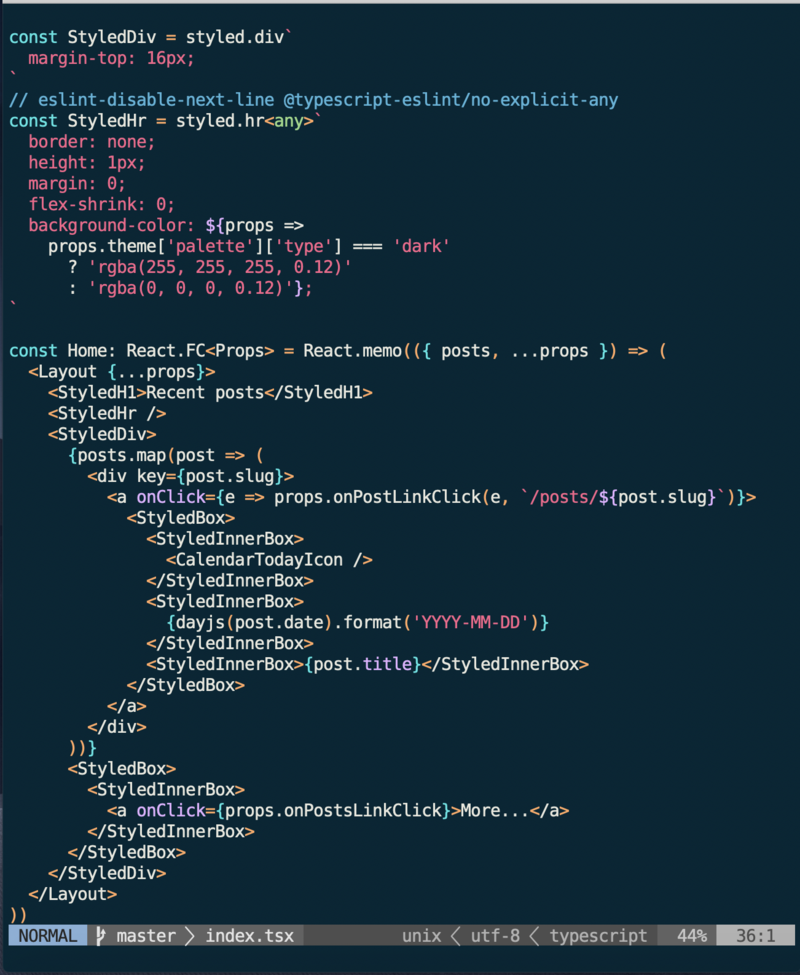 const StyledDiv = styled.div`
  margin-top: 16px;
`
// eslint-disable-next-line @typescript-eslint/no-explicit-any
const StyledHr = styled.hr<any>`
  border: none;
  height: 1px;
  margin: 0;
  flex-shrink: 0;
  background-color: ${props =>
    props.theme['palette']['type'] === 'dark'
      ? 'rgba(255, 255, 255, 0.12)'
      : 'rgba(0, 0, 0, 0.12)'};
`

const Home: React.FC<Props> = React.memo(({ posts, ...props }) => (
  <Layout {...props}>
    <StyledH1>Recent posts</StyledH1>
    <StyledHr />
    <StyledDiv>
      {posts.map(post => (
        <div key={post.slug}>
          <a onClick={e => props.onPostLinkClick(e, `/posts/${post.slug}`)}>
            <StyledBox>
              <StyledInnerBox>
                <CalendarTodayIcon />
              </StyledInnerBox>
              <StyledInnerBox>
                {dayjs(post.date).format('YYYY-MM-DD')}
              </StyledInnerBox>
              <StyledInnerBox>{post.title}</StyledInnerBox>
            </StyledBox>
          </a>
        </div>
      ))}
      <StyledBox>
        <StyledInnerBox>
          <a onClick={props.onPostsLinkClick}>More...</a>
        </StyledInnerBox>
      </StyledBox>
    </StyledDiv>
  </Layout>
))
NORMAL master index.tsx unix utf-8 typescript 44% 36:1